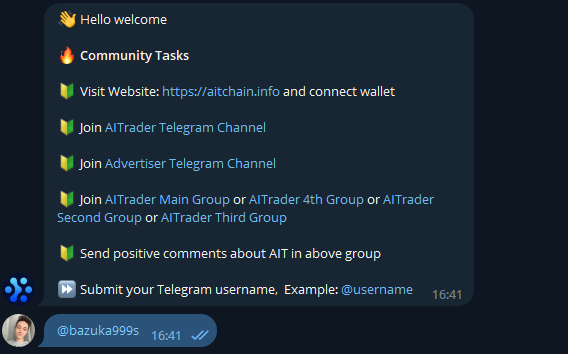 👋 Hello welcome
🔥 Community Tasks
🔰 Visit Website: https://aitchain.info and connect wallet
🔰 Join AITrader Telegram Channel
🔰 Join Advertiser Telegram Channel
🔰 Join AITrader Main Group or AITrader 4th Group or AITrader
Second Group or AITrader Third Group
🔰 Send positive comments about AIT in above group
⏩ Submit your Telegram username,  Example: @username 16:41
@bazuka999s 16:41